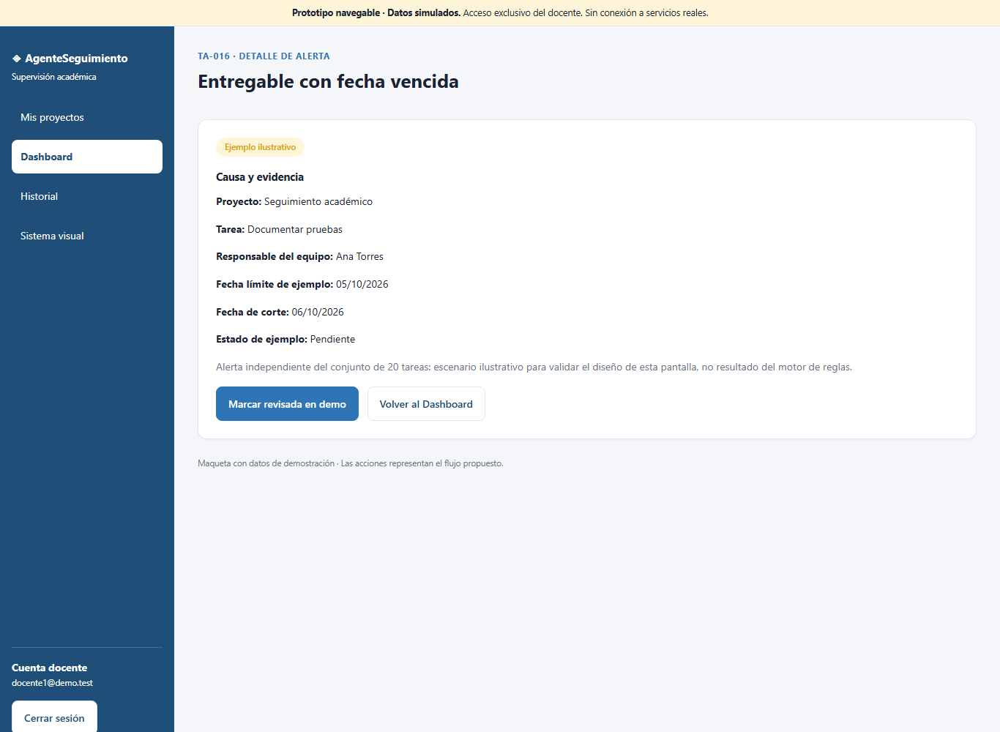 Prototipo navegable · Datos simulados. Acceso exclusivo del docente. Sin conexión a servicios reales.
AgenteSeguimiento
Supervisión académica
Mis proyectos
Dashboard
Historial
Sistema visual
Cuenta docente
docente1@demo.test
Cerrar sesión
TA-016 · DETALLE DE ALERTA
Entregable con fecha vencida
Ejemplo ilustrativo
Causa y evidencia
Proyecto: Seguimiento académico
Tarea: Documentar pruebas
Responsable del equipo: Ana Torres
Fecha límite de ejemplo: 05/10/2026
Fecha de corte: 06/10/2026
Estado de ejemplo: Pendiente
Alerta independiente del conjunto de 20 tareas: escenario ilustrativo para validar el diseño de esta pantalla, no resultado del motor de reglas.
Marcar revisada en demo
Volver al Dashboard
Maqueta con datos de demostración · Las acciones representan el flujo propuesto.